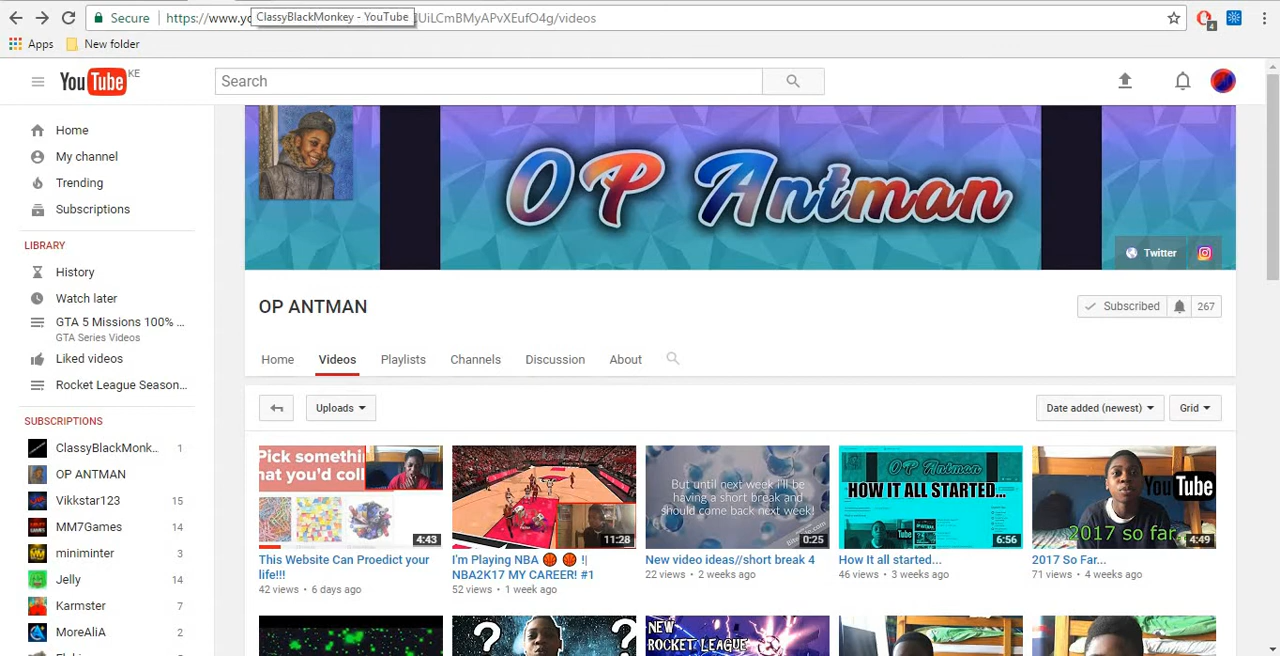 Secure https://www.yo ClassyBlackMonkey - YouTube UiLCmBMyAPvXEufO4g/videos
4
Apps New folder
YouTube KE Search
Home
My channel
Trending
Subscriptions
LIBRARY
History
Watch later
GTA 5 Missions 100% ...
GTA Series Videos
Liked videos
Rocket League Season...
SUBSCRIPTIONS
ClassyBlackMonk.. 1
OP ANTMAN
Vikkstar123 15
MM7Games 14
miniminter 3
Jelly 14
Karmster 7
MoreAliA 2
OP Antman
Twitter
OP ANTMAN
Subscribed 267
Home Videos Playlists Channels Discussion About
Uploads Date added (newest) Grid
Pick somethin
hat you'd coll
4:43
This Website Can Proedict your
life!!!
42 views • 6 days ago
11:28
I'm Playing NBA 🏀 🏀 !|
NBA2K17 MY CAREER! #1
52 views • 1 week ago
But until next week i'll be
having a short break and
should come back next week!
0:25
New video ideas//short break 4
22 views • 2 weeks ago
OP Antman
HOW IT ALL STARTED...
6:56
How It all started...
46 views • 3 weeks ago
YouTube
2017 so far..
4:49
2017 So Far...
71 views • 4 weeks ago
? ?
NEW
ROCKET LEAGUE